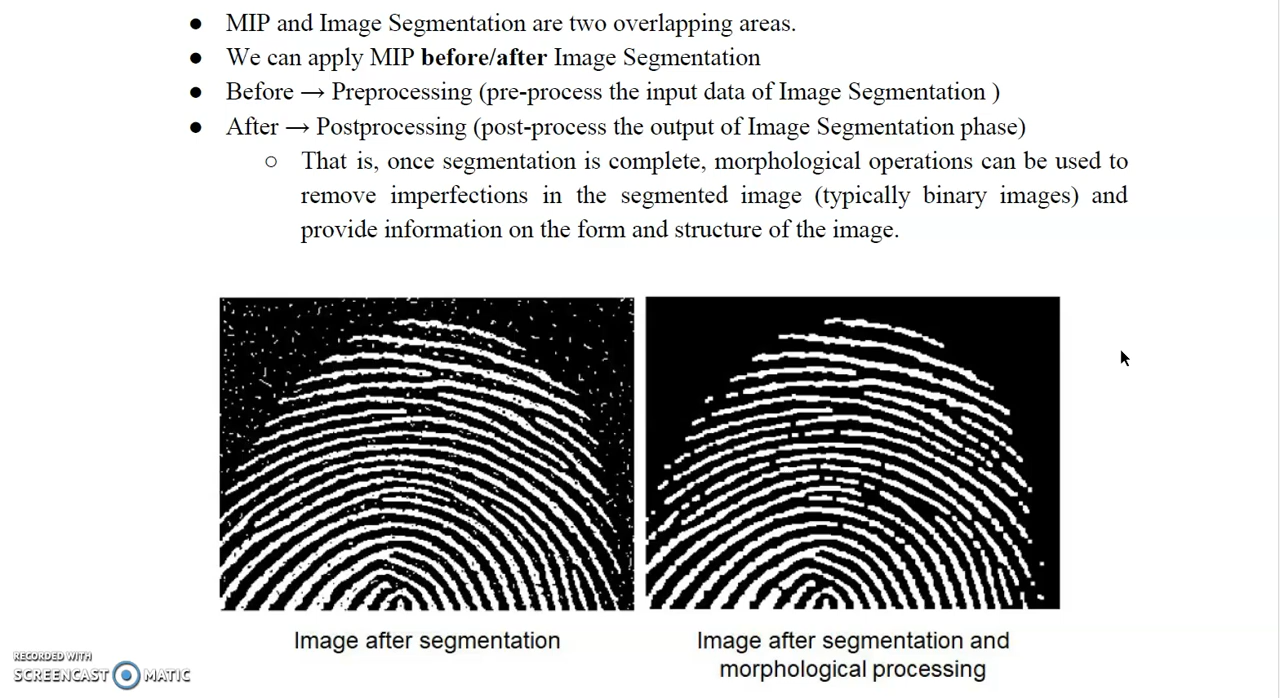 ● MIP and Image Segmentation are two overlapping areas.
● We can apply MIP before/after Image Segmentation
● Before → Preprocessing (pre-process the input data of Image Segmentation )
● After → Postprocessing (post-process the output of Image Segmentation phase)
○ That is, once segmentation is complete, morphological operations can be used to
remove imperfections in the segmented image (typically binary images) and
provide information on the form and structure of the image.
Image after segmentation
Image after segmentation and
morphological processing
RECORDED WITH
SCREENCAST MATIC